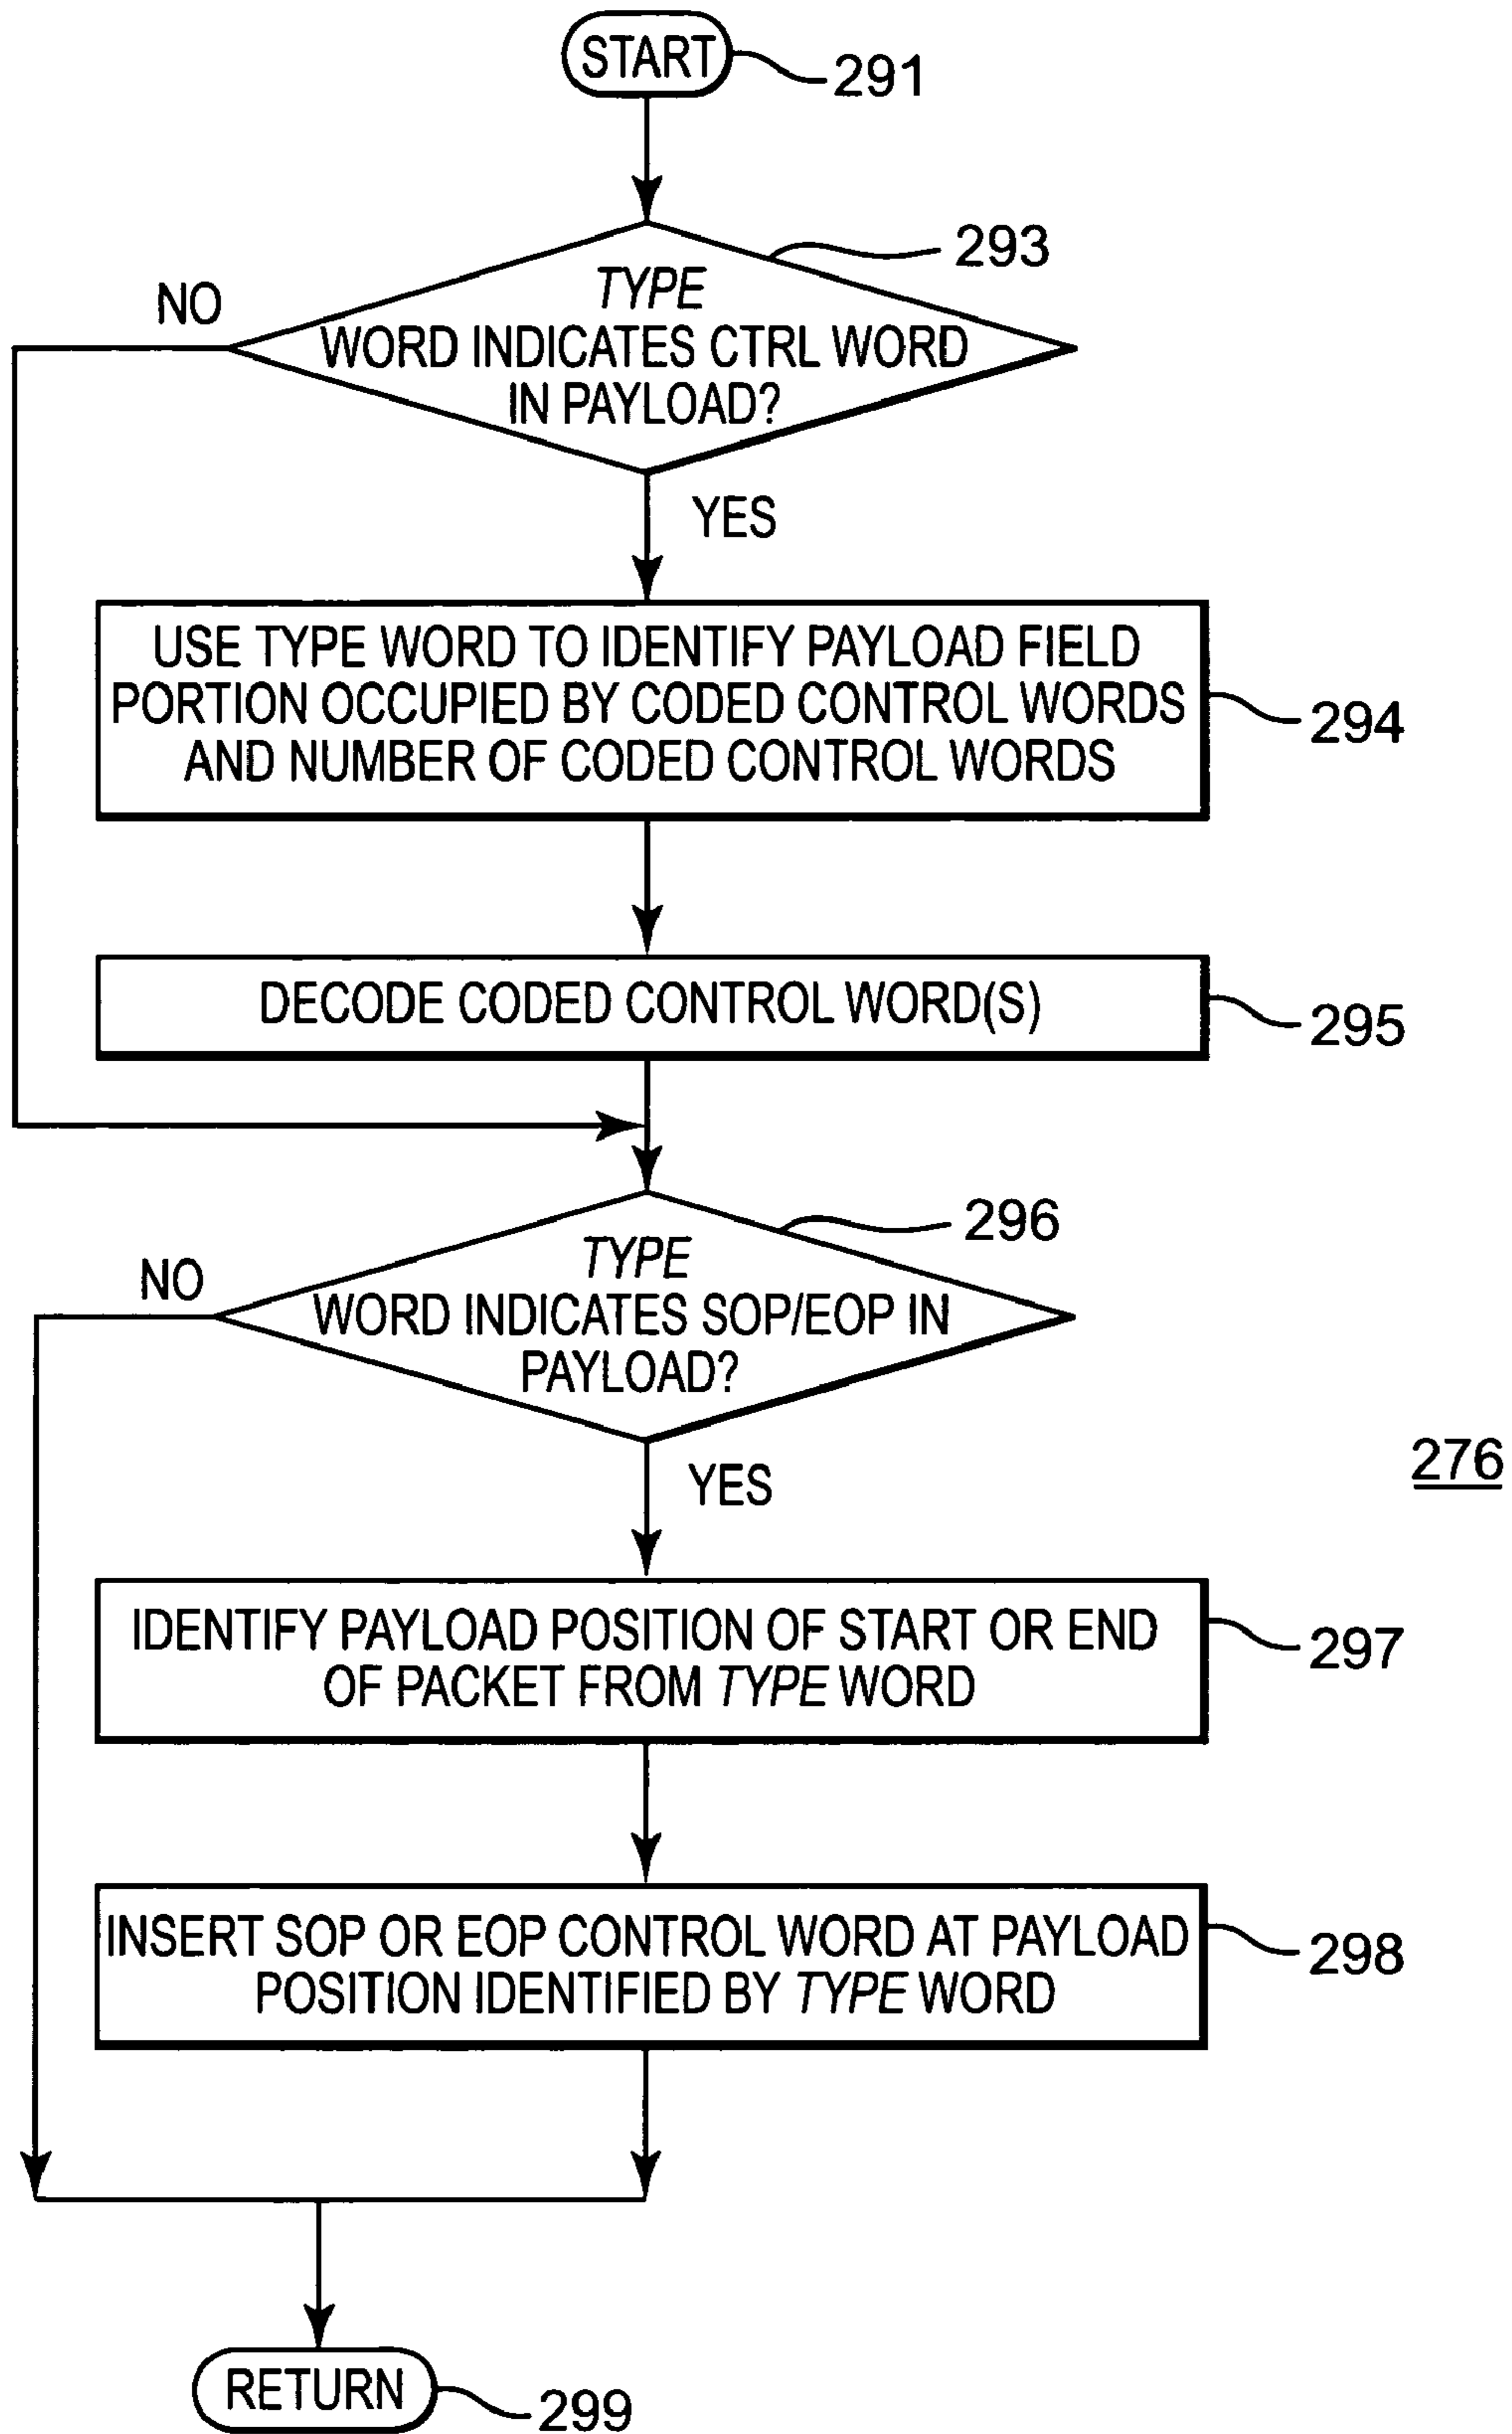 START
291
293
NO
TYPE
WORD INDICATES CTRL WORD
IN PAYLOAD?
YES
USE TYPE WORD TO IDENTIFY PAYLOAD FIELD
PORTION OCCUPIED BY CODED CONTROL WORDS
AND NUMBER OF CODED CONTROL WORDS
294
DECODE CODED CONTROL WORD(S)
295
296
NO
TYPE
WORD INDICATES SOP/EOP IN
PAYLOAD?
YES
276
IDENTIFY PAYLOAD POSITION OF START OR END
OF PACKET FROM TYPE WORD
297
INSERT SOP OR EOP CONTROL WORD AT PAYLOAD
POSITION IDENTIFIED BY TYPE WORD
298
RETURN
299